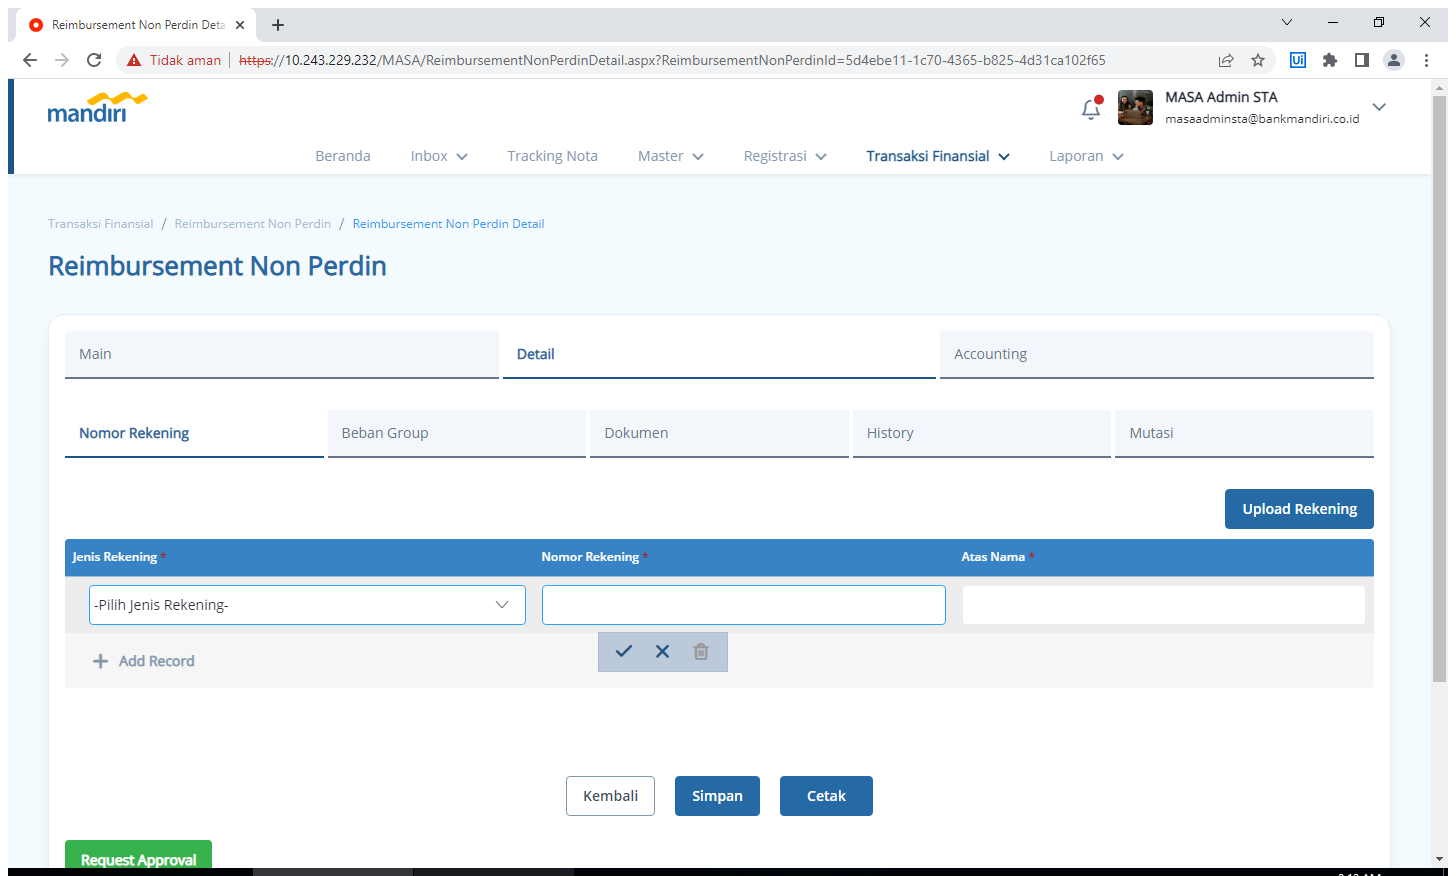 Reimbursement Non Perdin Deta
Tidak aman
https://10.243.229.232/MASA/ReimbursementNonPerdinDetail.aspx?ReimbursementNonPerdinId=5d4ebe11-1c70-4365-b825-4d31ca102f65
Ui
mandiri
MASA Admin STA
masaadminsta@bankmandiri.co.id
Beranda
Inbox
Tracking Nota
Master
Registrasi
Transaksi Finansial
Laporan
Transaksi Finansial / Reimbursement Non Perdin / Reimbursement Non Perdin Detail
Reimbursement Non Perdin
Main
Detail
Accounting
Nomor Rekening
Beban Group
Dokumen
History
Mutasi
Upload Rekening
Jenis Rekening *
Nomor Rekening *
Atas Nama *
-Pilih Jenis Rekening-
Add Record
Kembali
Simpan
Cetak
Request Approval